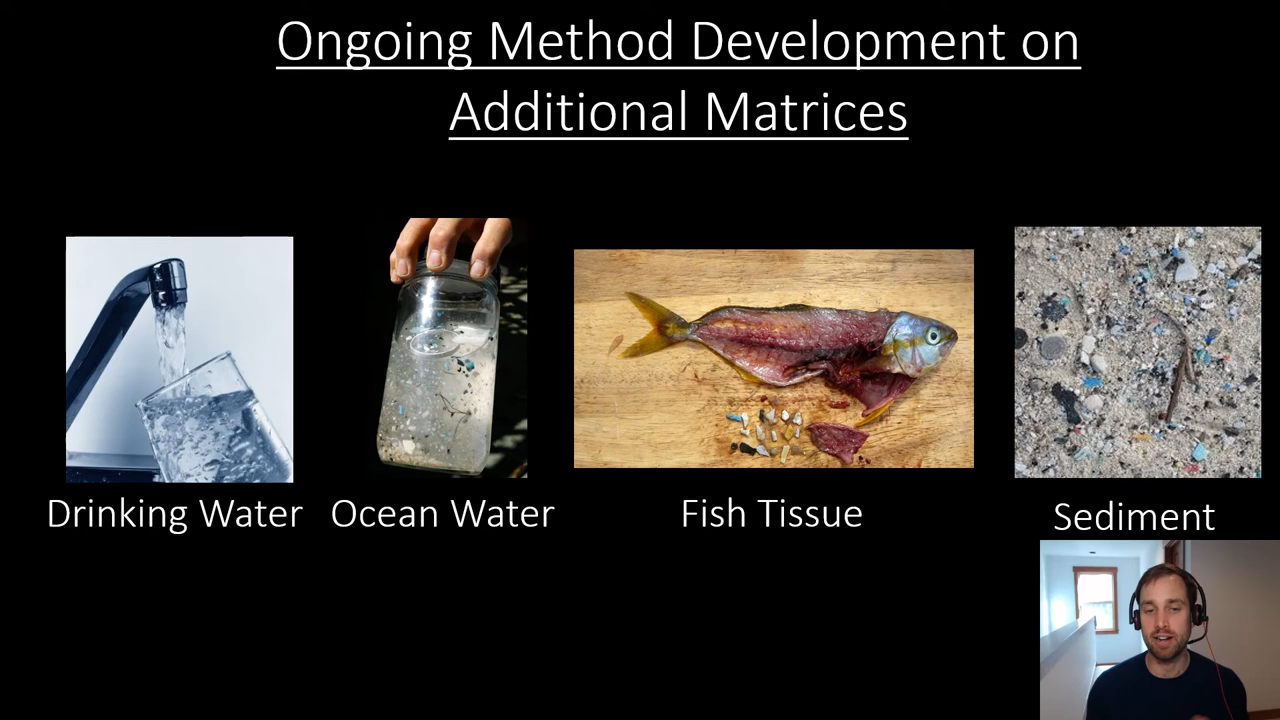 Ongoing Method Development on
Additional Matrices
Drinking Water
Ocean Water
Fish Tissue
Sediment